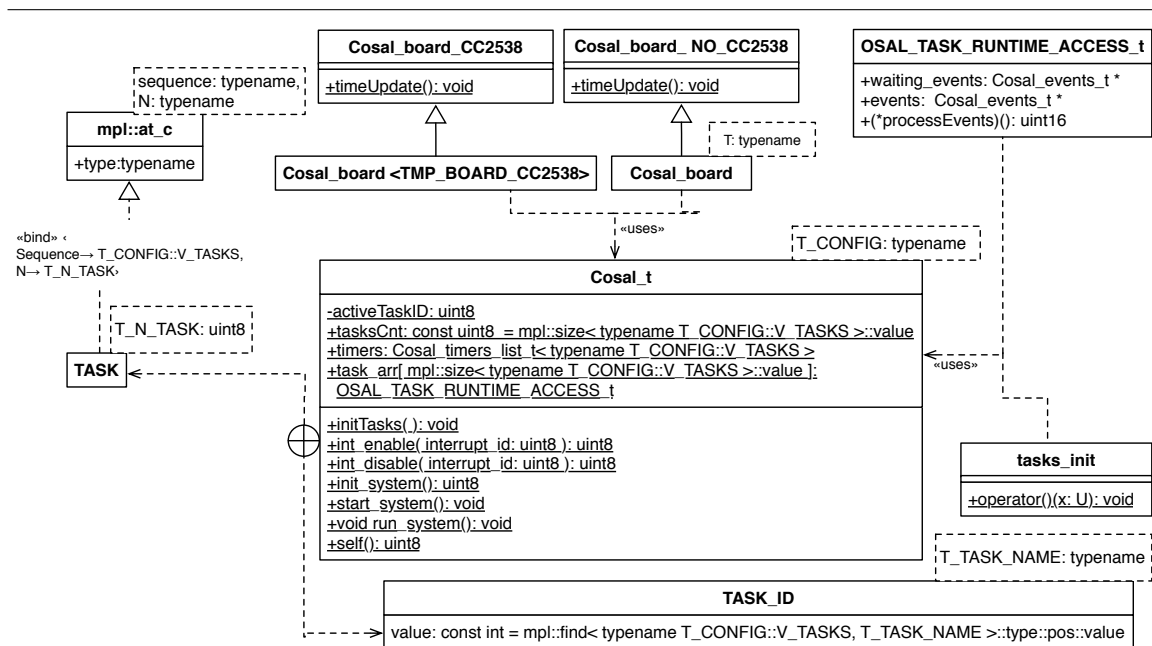 Cosal_board_CC2538
+timeUpdate(): void
Cosal_board_ NO_CC2538
+timeUpdate(): void
OSAL_TASK_RUNTIME_ACCESS_t
+waiting_events: Cosal_events_t *
+events:  Cosal_events_t *
+(*processEvents)(): uint16
sequence: typename,
N: typename
mpl::at_c
+type:typename
T: typename
Cosal_board <TMP_BOARD_CC2538>
Cosal_board
«uses»
«bind» ‹
Sequence→ T_CONFIG::V_TASKS,
N→ T_N_TASK›
T_CONFIG: typename
Cosal_t
-activeTaskID: uint8
+tasksCnt: const uint8  = mpl::size< typename T_CONFIG::V_TASKS >::value
+timers: Cosal_timers_list_t< typename T_CONFIG::V_TASKS >
+task_arr[ mpl::size< typename T_CONFIG::V_TASKS >::value ]:
OSAL_TASK_RUNTIME_ACCESS_t
+initTasks( ): void
+int_enable( interrupt_id: uint8 ): uint8
+int_disable( interrupt_id: uint8 ): uint8
+init_system(): uint8
+start_system(): void
+void run_system(): void
+self(): uint8
T_N_TASK: uint8
TASK
«uses»
tasks_init
+operator()(x: U): void
T_TASK_NAME: typename
TASK_ID
value: const int = mpl::find< typename T_CONFIG::V_TASKS, T_TASK_NAME >::type::pos::value